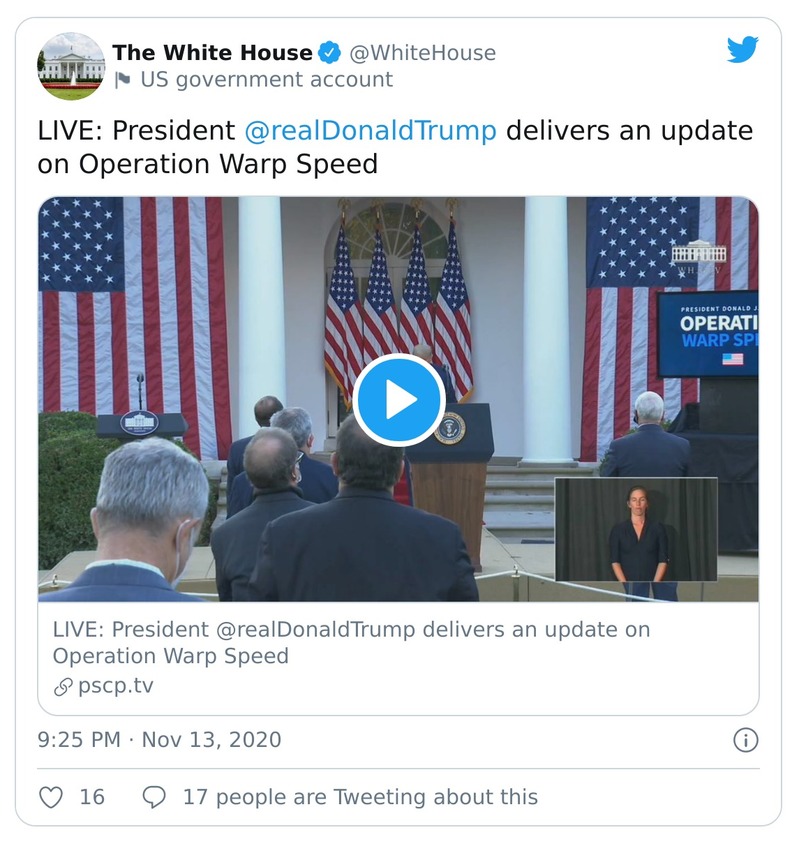 The White House @WhiteHouse
US government account
LIVE: President @realDonaldTrump delivers an update
on Operation Warp Speed
PRESIDENT DONALD J.
OPERATI
WARP SP
LIVE: President @realDonaldTrump delivers an update on
Operation Warp Speed
pscp.tv
9:25 PM · Nov 13, 2020
16 17 people are Tweeting about this